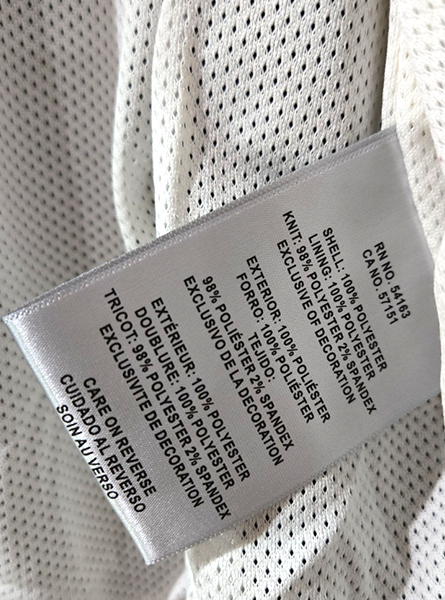 RN NO. 54163
CA NO. 57151
SHELL: 100% POLYESTER
LINING: 100% POLYESTER
KNIT: 98% POLYESTER 2% SPANDEX
EXCLUSIVE OF DECORATION
EXTERIOR: 100% POLIÉSTER
FORRO: 100% POLIÉSTER
TEJIDO:
98% POLIÉSTER 2% SPANDEX
EXCLUSIVO DE LA DECORACIÓN
EXTÉRIEUR: 100% POLYESTER
DOUBLURE: 100% POLYESTER
TRICOT: 98% POLYESTER 2% SPANDEX
EXCLUSIVITE DE DECORATION
CARE ON REVERSE
CUIDADO AL REVERSO
SOIN AU VERSO